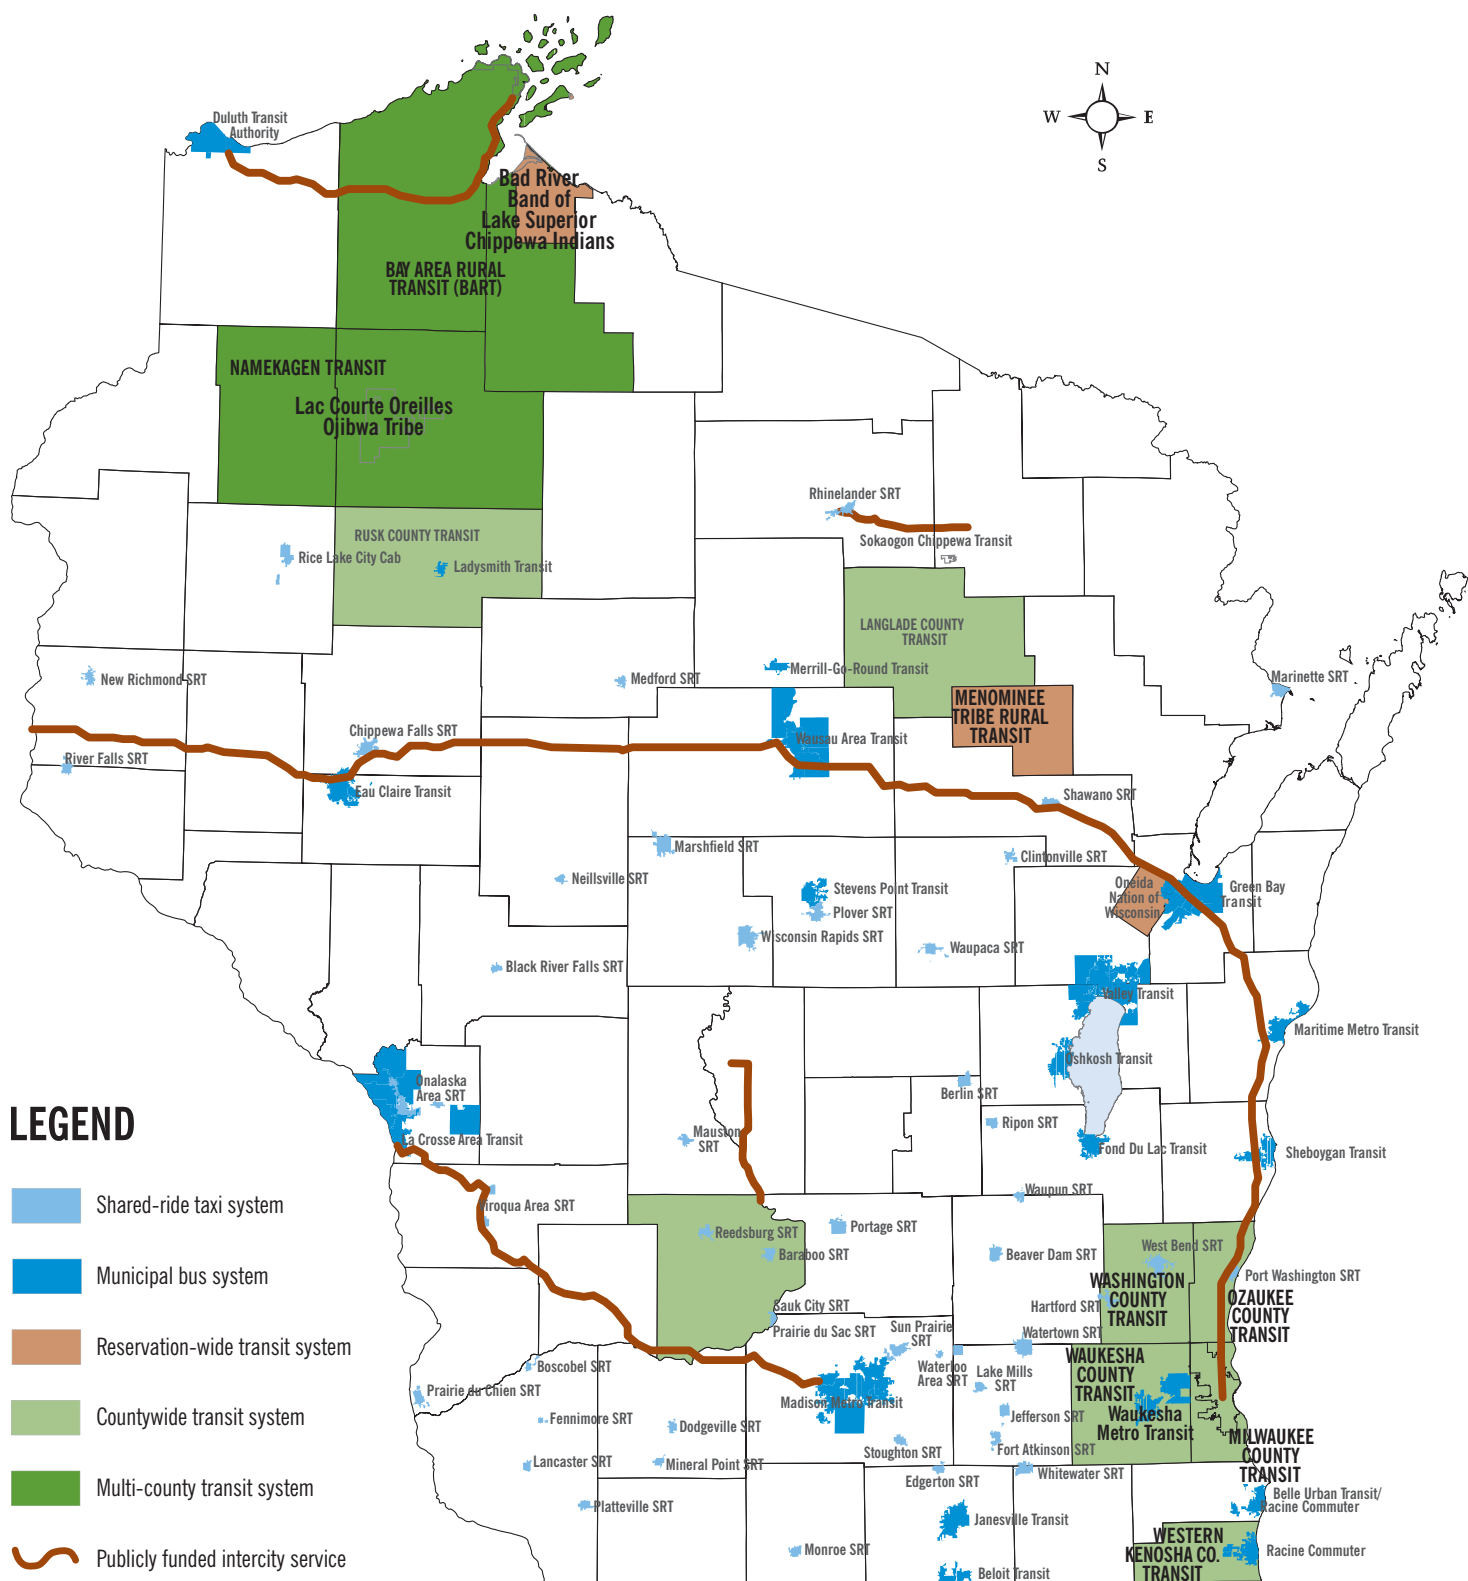 N
W
E
S
Duluth Transit
Authority
Bad River
Band of
Lake Superior
Chippewa Indians
BAY AREA RURAL
TRANSIT (BART)
NAMEKAGEN TRANSIT
Lac Courte Oreilles
Ojibwa Tribe
Rhinelander SRT
Sokaogon Chippewa Transit
RUSK COUNTY TRANSIT
Rice Lake City Cab
Ladysmith Transit
LANGLADE COUNTY
TRANSIT
Merrill-Go-Round Transit
New Richmond SRT
Medford SRT
Marinette SRT
MENOMINEE
TRIBE RURAL
TRANSIT
Chippewa Falls SRT
Wausau Area Transit
River Falls SRT
Eau Claire Transit
Shawano SRT
Marshfield SRT
Clintonville SRT
Neillsville SRT
Stevens Point Transit
Plover SRT
Oneida
Nation of
Wisconsin
Green Bay
Transit
Wisconsin Rapids SRT
Waupaca SRT
Black River Falls SRT
Valley Transit
Maritime Metro Transit
Oshkosh Transit
Onalaska
Area SRT
Berlin SRT
LEGEND
La Crosse Area Transit
Mauston
SRT
Ripon SRT
Fond Du Lac Transit
Sheboygan Transit
Shared-ride taxi system
Viroqua Area SRT
Waupun SRT
Reedsburg SRT
Portage SRT
Baraboo SRT
Beaver Dam SRT
West Bend SRT
Municipal bus system
Port Washington SRT
WASHINGTON
COUNTY
TRANSIT
OZAUKEE
COUNTY
TRANSIT
Sauk City SRT
Hartford SRT
Prairie du Sac SRT
Sun Prairie
SRT
Watertown SRT
Reservation-wide transit system
WAUKESHA
COUNTY
TRANSIT
Boscobel SRT
Waterloo
Area SRT
Lake Mills
SRT
Prairie du Chien SRT
Madison Metro Transit
Countywide transit system
Fennimore SRT
Dodgeville SRT
Jefferson SRT
Waukesha
Metro Transit
Stoughton SRT
Fort Atkinson SRT
MILWAUKEE
COUNTY
TRANSIT
Lancaster SRT
Mineral Point SRT
Edgerton SRT
Whitewater SRT
Multi-county transit system
Platteville SRT
Belle Urban Transit/
Racine Commuter
Janesville Transit
WESTERN
KENOSHA CO.
TRANSIT
Publicly funded intercity service
Monroe SRT
Racine Commuter
Beloit Transit